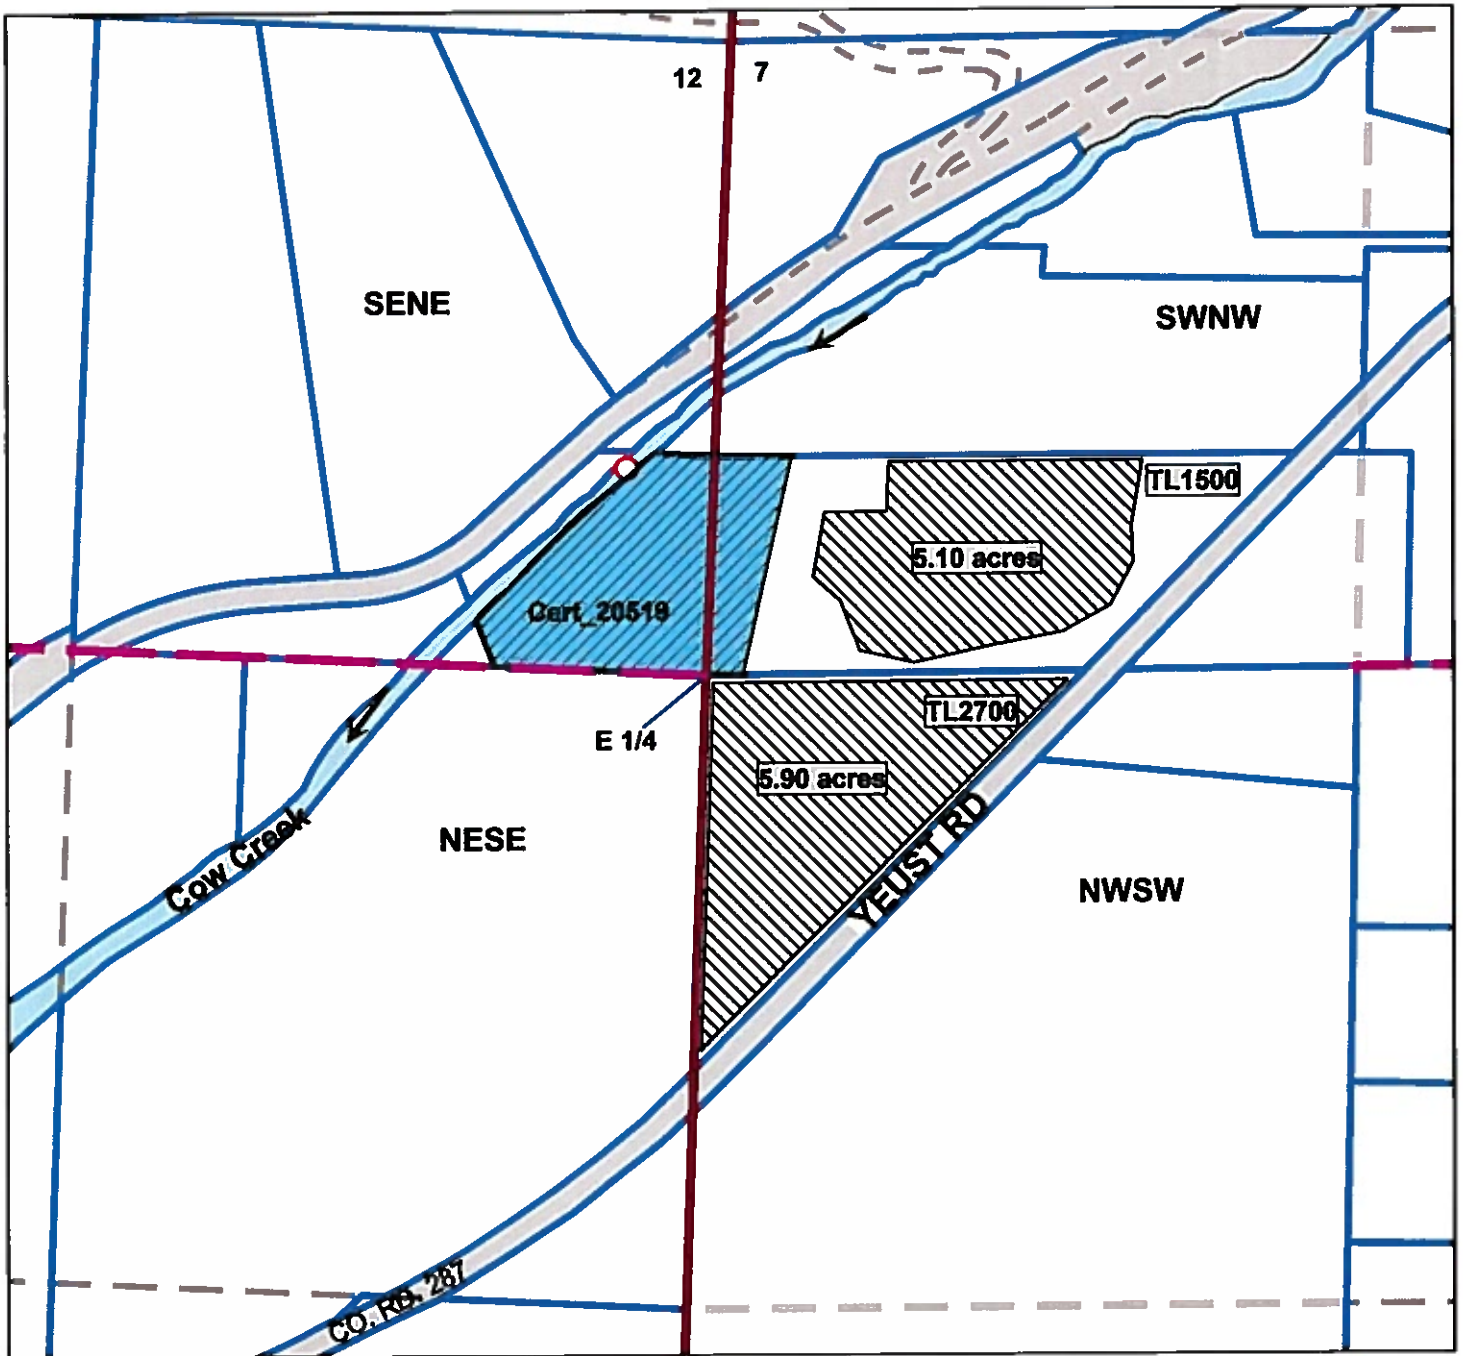 12 7
SENE
SWNW
TL1500
5.10 acres
Cert_20519
TL2700
E 1/4
5.90 acres
NESE
Cow Creek
YEUST RD
NWSW
CO. RD. 287